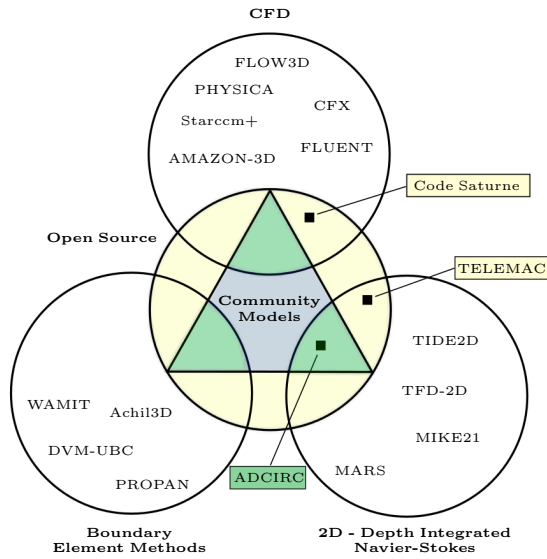 CFD
FLOW3D
PHYSICA
CFX
Starccm+
FLUENT
AMAZON-3D
Code Saturne
Open Source
TELEMAC
Community
Models
TIDE2D
TFD-2D
WAMIT
Achil3D
MIKE21
DVM-UBC
MARS
ADCIRC
PROPAN
Boundary
Element Methods
2D - Depth Integrated
Navier-Stokes